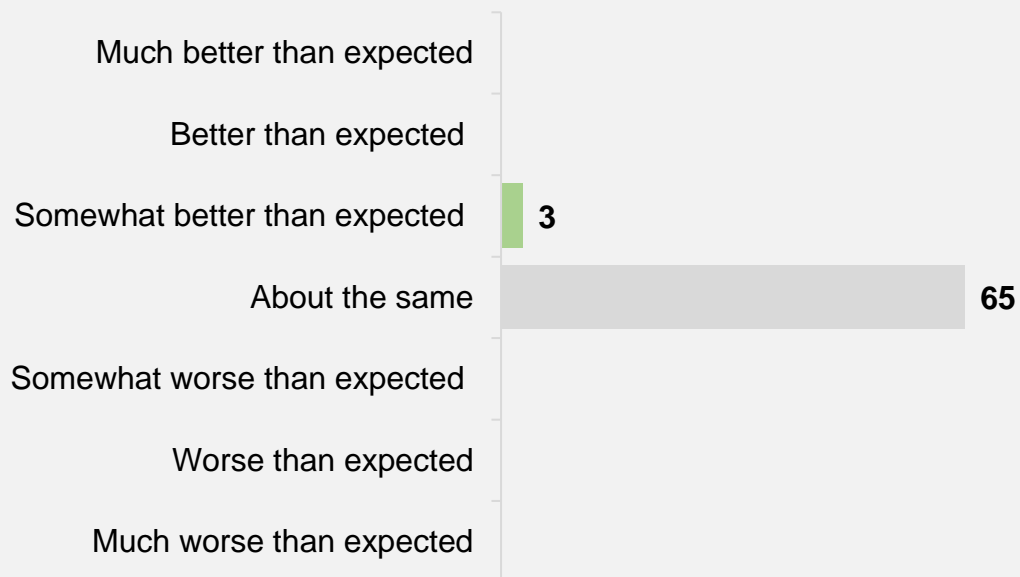 Much better than expected
Better than expected
Somewhat better than expected 3
About the same 65
Somewhat worse than expected
Worse than expected
Much worse than expected